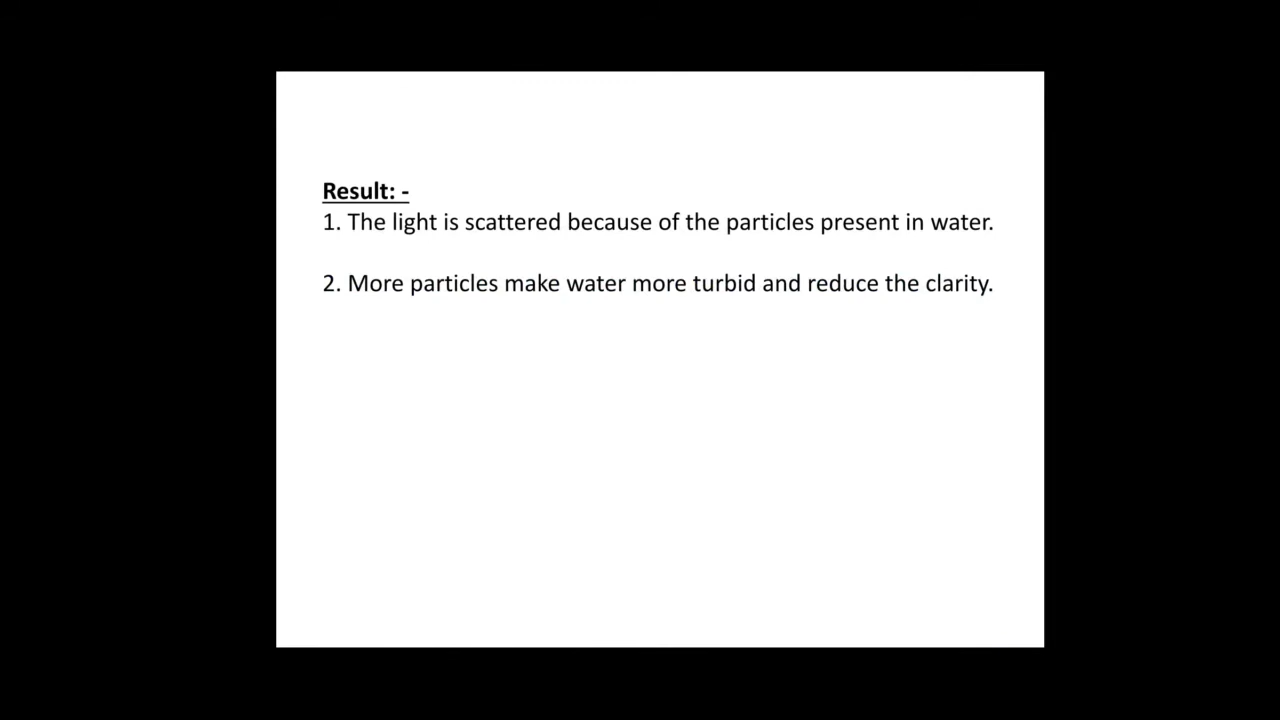 Result: -
1. The light is scattered because of the particles present in water.
2. More particles make water more turbid and reduce the clarity.